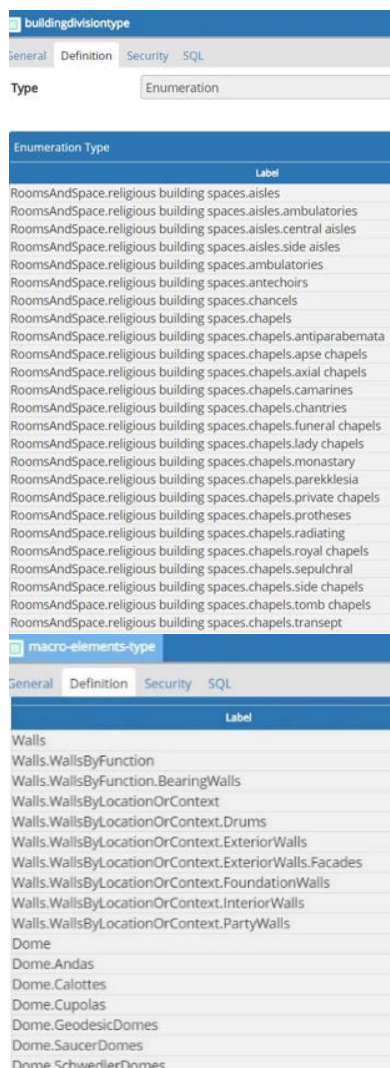 buildingdivisiontype
General Definition Security SQL
Type Enumeration
Enumeration Type
Label
RoomsAndSpace.religious building spaces.aisles
RoomsAndSpace.religious building spaces.aisles.ambulatories
RoomsAndSpace.religious building spaces.aisles.central aisles
RoomsAndSpace.religious building spaces.aisles.side aisles
RoomsAndSpace.religious building spaces.ambulatories
RoomsAndSpace.religious building spaces.antechoirs
RoomsAndSpace.religious building spaces.chancels
RoomsAndSpace.religious building spaces.chapels
RoomsAndSpace.religious building spaces.chapels.antiparabemata
RoomsAndSpace.religious building spaces.chapels.apse chapels
RoomsAndSpace.religious building spaces.chapels.axial chapels
RoomsAndSpace.religious building spaces.chapels.camarines
RoomsAndSpace.religious building spaces.chapels.chantries
RoomsAndSpace.religious building spaces.chapels.funeral chapels
RoomsAndSpace.religious building spaces.chapels.lady chapels
RoomsAndSpace.religious building spaces.chapels.monastary
RoomsAndSpace.religious building spaces.chapels.parekklesia
RoomsAndSpace.religious building spaces.chapels.private chapels
RoomsAndSpace.religious building spaces.chapels.protheses
RoomsAndSpace.religious building spaces.chapels.radiating
RoomsAndSpace.religious building spaces.chapels.royal chapels
RoomsAndSpace.religious building spaces.chapels.sepulchral
RoomsAndSpace.religious building spaces.chapels.side chapels
RoomsAndSpace.religious building spaces.chapels.tomb chapels
RoomsAndSpace.religious building spaces.chapels.transept
macro-elements-type
General Definition Security SQL
Label
Walls
Walls.WallsByFunction
Walls.WallsByFunction.BearingWalls
Walls.WallsByLocationOrContext
Walls.WallsByLocationOrContext.Drums
Walls.WallsByLocationOrContext.ExteriorWalls
Walls.WallsByLocationOrContext.ExteriorWalls.Facades
Walls.WallsByLocationOrContext.FoundationWalls
Walls.WallsByLocationOrContext.InteriorWalls
Walls.WallsByLocationOrContext.PartyWalls
Dome
Dome.Andas
Dome.Calottes
Dome.Cupolas
Dome.GeodesicDomes
Dome.SaucerDomes
Dome.SchwedlerDomes